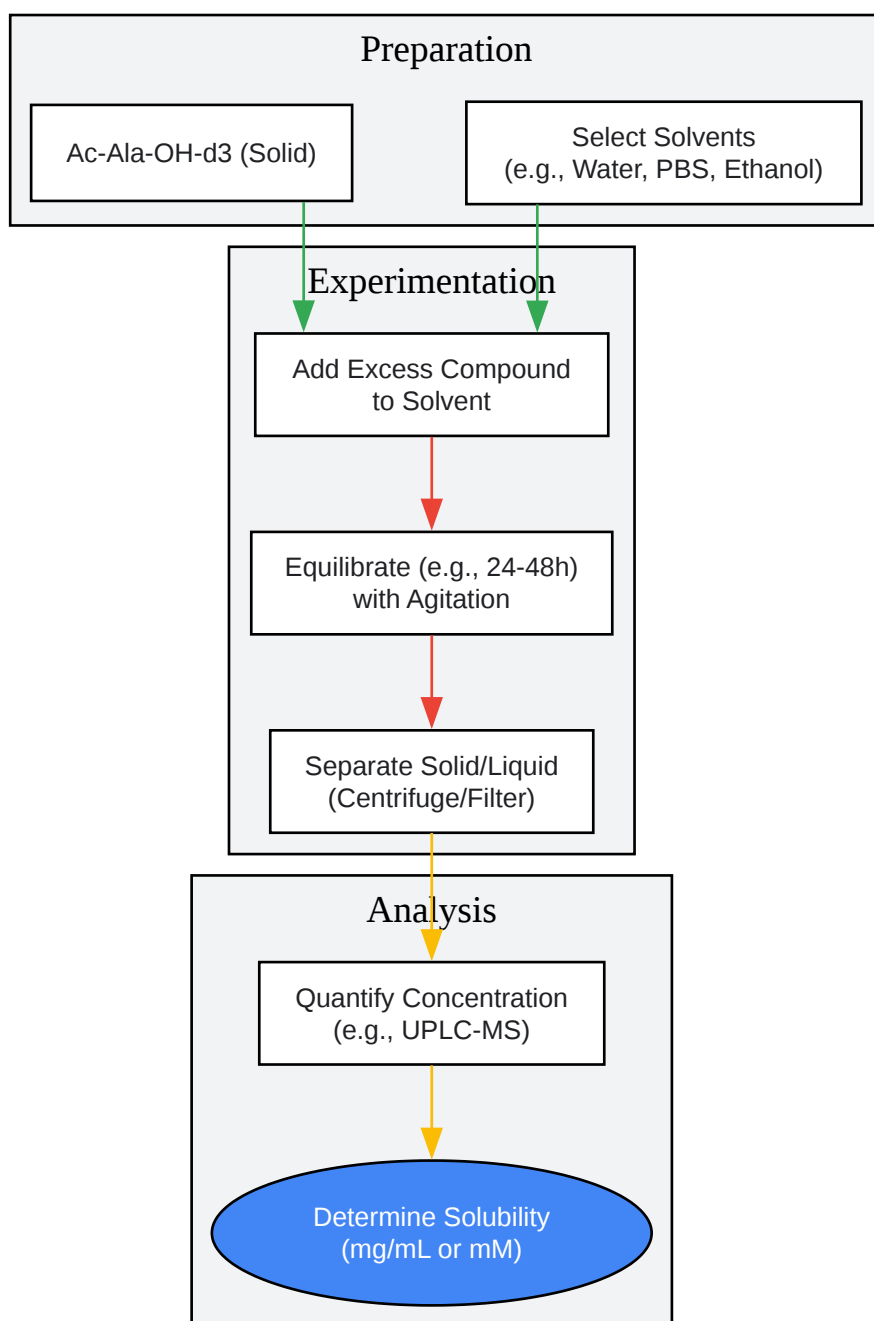 Preparation
Ac-Ala-OH-d3 (Solid)
Select Solvents
(e.g., Water, PBS, Ethanol)
Experimentation
Add Excess Compound
to Solvent
Equilibrate (e.g., 24-48h)
with Agitation
Separate Solid/Liquid
(Centrifuge/Filter)
Analysis
Quantify Concentration
(e.g., UPLC-MS)
Determine Solubility
(mg/mL or mM)